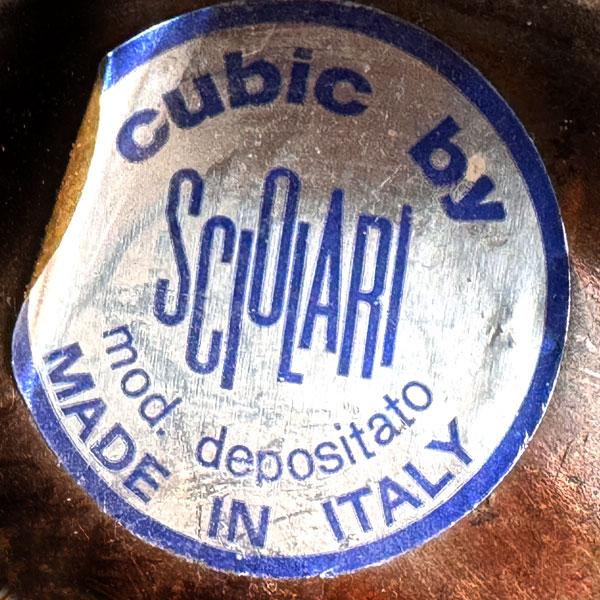 cubic by
SCIOLARI
mod. depositato
MADE IN ITALY